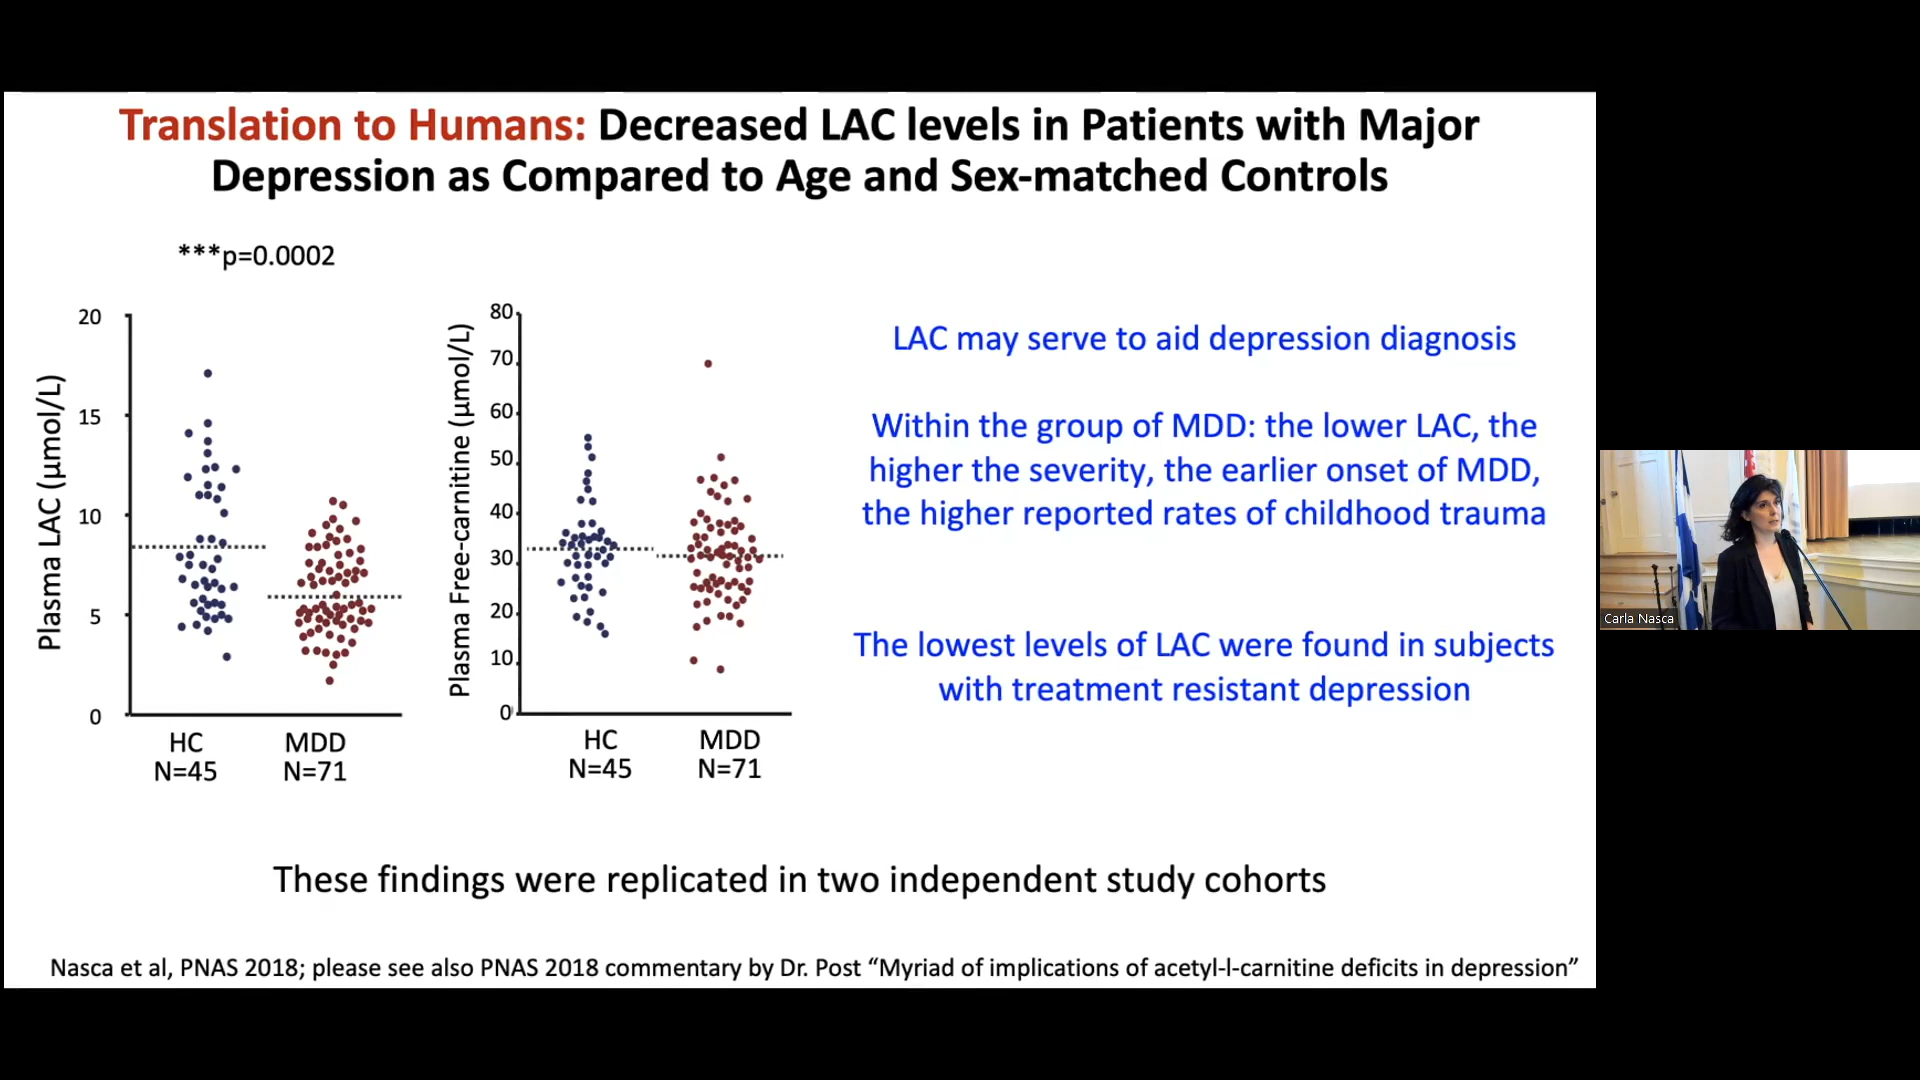 Translation to Humans: Decreased LAC levels in Patients with Major
Depression as Compared to Age and Sex-matched Controls
***p=0.0002
Plasma LAC (µmol/L)
20
15
10
5
0
HC
N=45
MDD
N=71
Plasma Free-carnitine (µmol/L)
80
70
60
50
40
30
20
10
0
HC
N=45
MDD
N=71
LAC may serve to aid depression diagnosis
Within the group of MDD: the lower LAC, the
higher the severity, the earlier onset of MDD,
the higher reported rates of childhood trauma
The lowest levels of LAC were found in subjects
with treatment resistant depression
Carla Nasca
These findings were replicated in two independent study cohorts
Nasca et al, PNAS 2018; please see also PNAS 2018 commentary by Dr. Post “Myriad of implications of acetyl-l-carnitine deficits in depression”